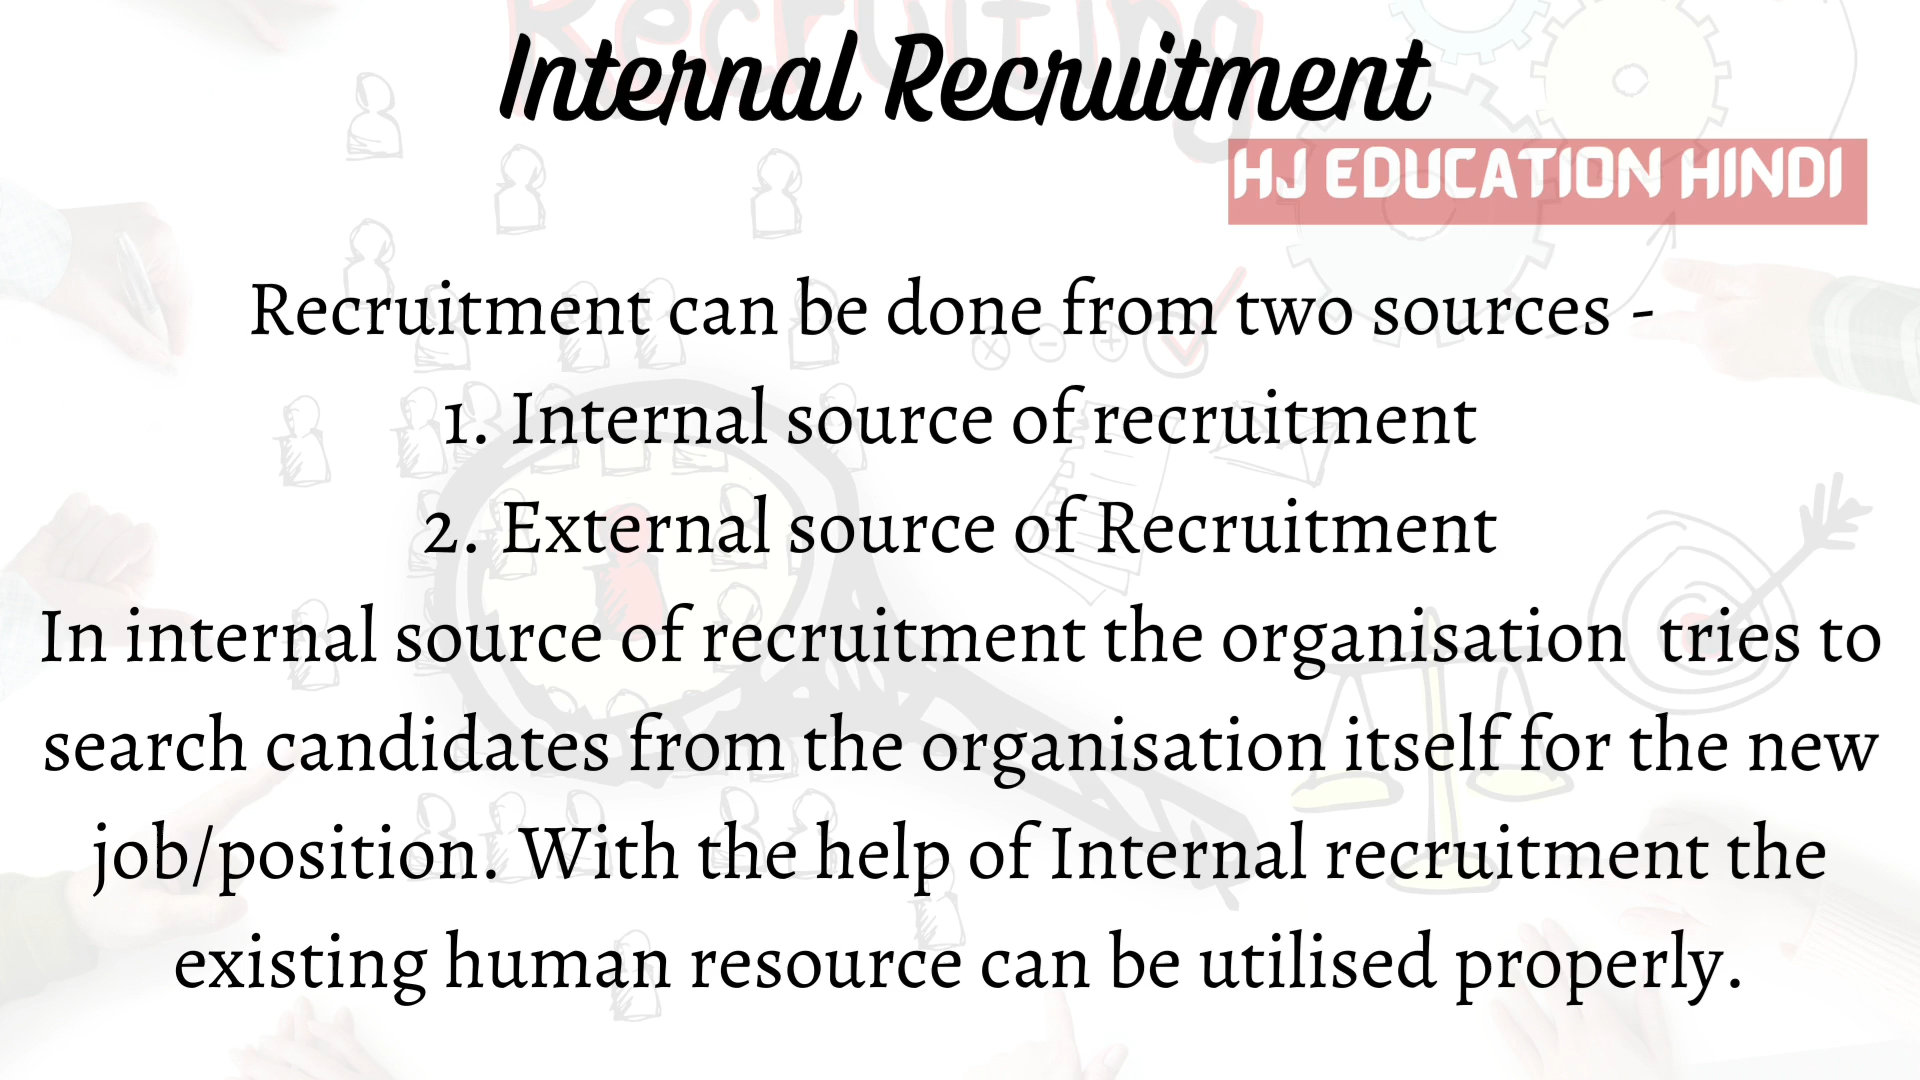 Recruiting
Internal Recruitment
HJ EDUCATION HINDI
Recruitment can be done from two sources -
1. Internal source of recruitment
2. External source of Recruitment
In internal source of recruitment the organisation tries to
search candidates from the organisation itself for the new
job/position. With the help of Internal recruitment the
existing human resource can be utilised properly.